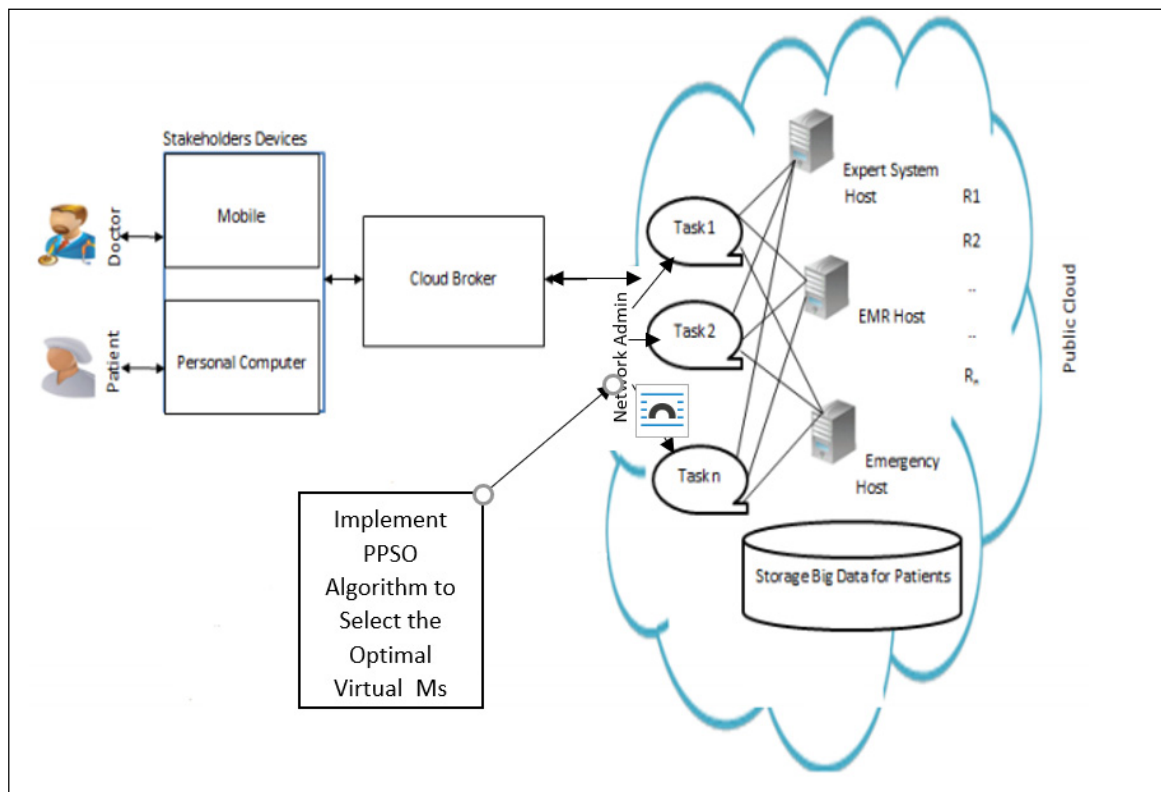 Stakeholders Devices
Doctor
Mobile
Patient
Personal Computer
Cloud Broker
Network Admin
Implement
PPSO
Algorithm to
Select the
Optimal
Virtual Ms
Task 1
Task 2
Task n
Expert System
Host
EMR Host
Emergency
Host
R1
R2
..
..
Rn
Storage Big Data for Patients
Public Cloud